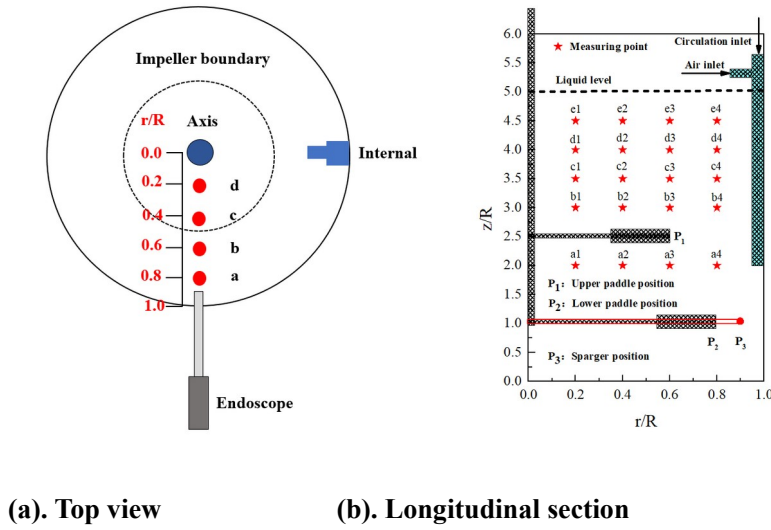 Impeller boundary
Axis
r/R
0.0
0.2
0.4
0.6
0.8
1.0
d
c
b
a
Internal
Endoscope
6.0
5.5
5.0
4.5
4.0
3.5
3.0
2.5
2.0
1.5
1.0
0.5
0.0
z/R
Measuring point
Circulation inlet
Air inlet
Liquid level
e1 e2 e3 e4
d1 d2 d3 d4
c1 c2 c3 c4
b1 b2 b3 b4
P1
a1 a2 a3 a4
P1: Upper paddle position
P2: Lower paddle position
P2 P3
P3: Sparger position
0.0 0.2 0.4 0.6 0.8 1.0
r/R
(a). Top view (b). Longitudinal section